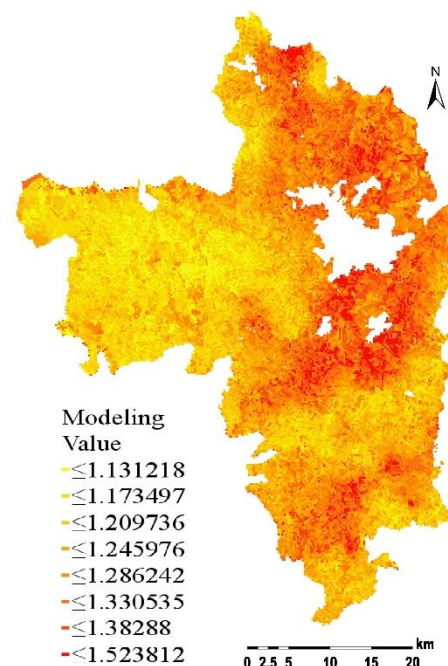 N
Modeling
Value
≤1.131218
≤1.173497
≤1.209736
≤1.245976
≤1.286242
≤1.330535
≤1.38288
≤1.523812
km
0 2.5 5 10 15 20